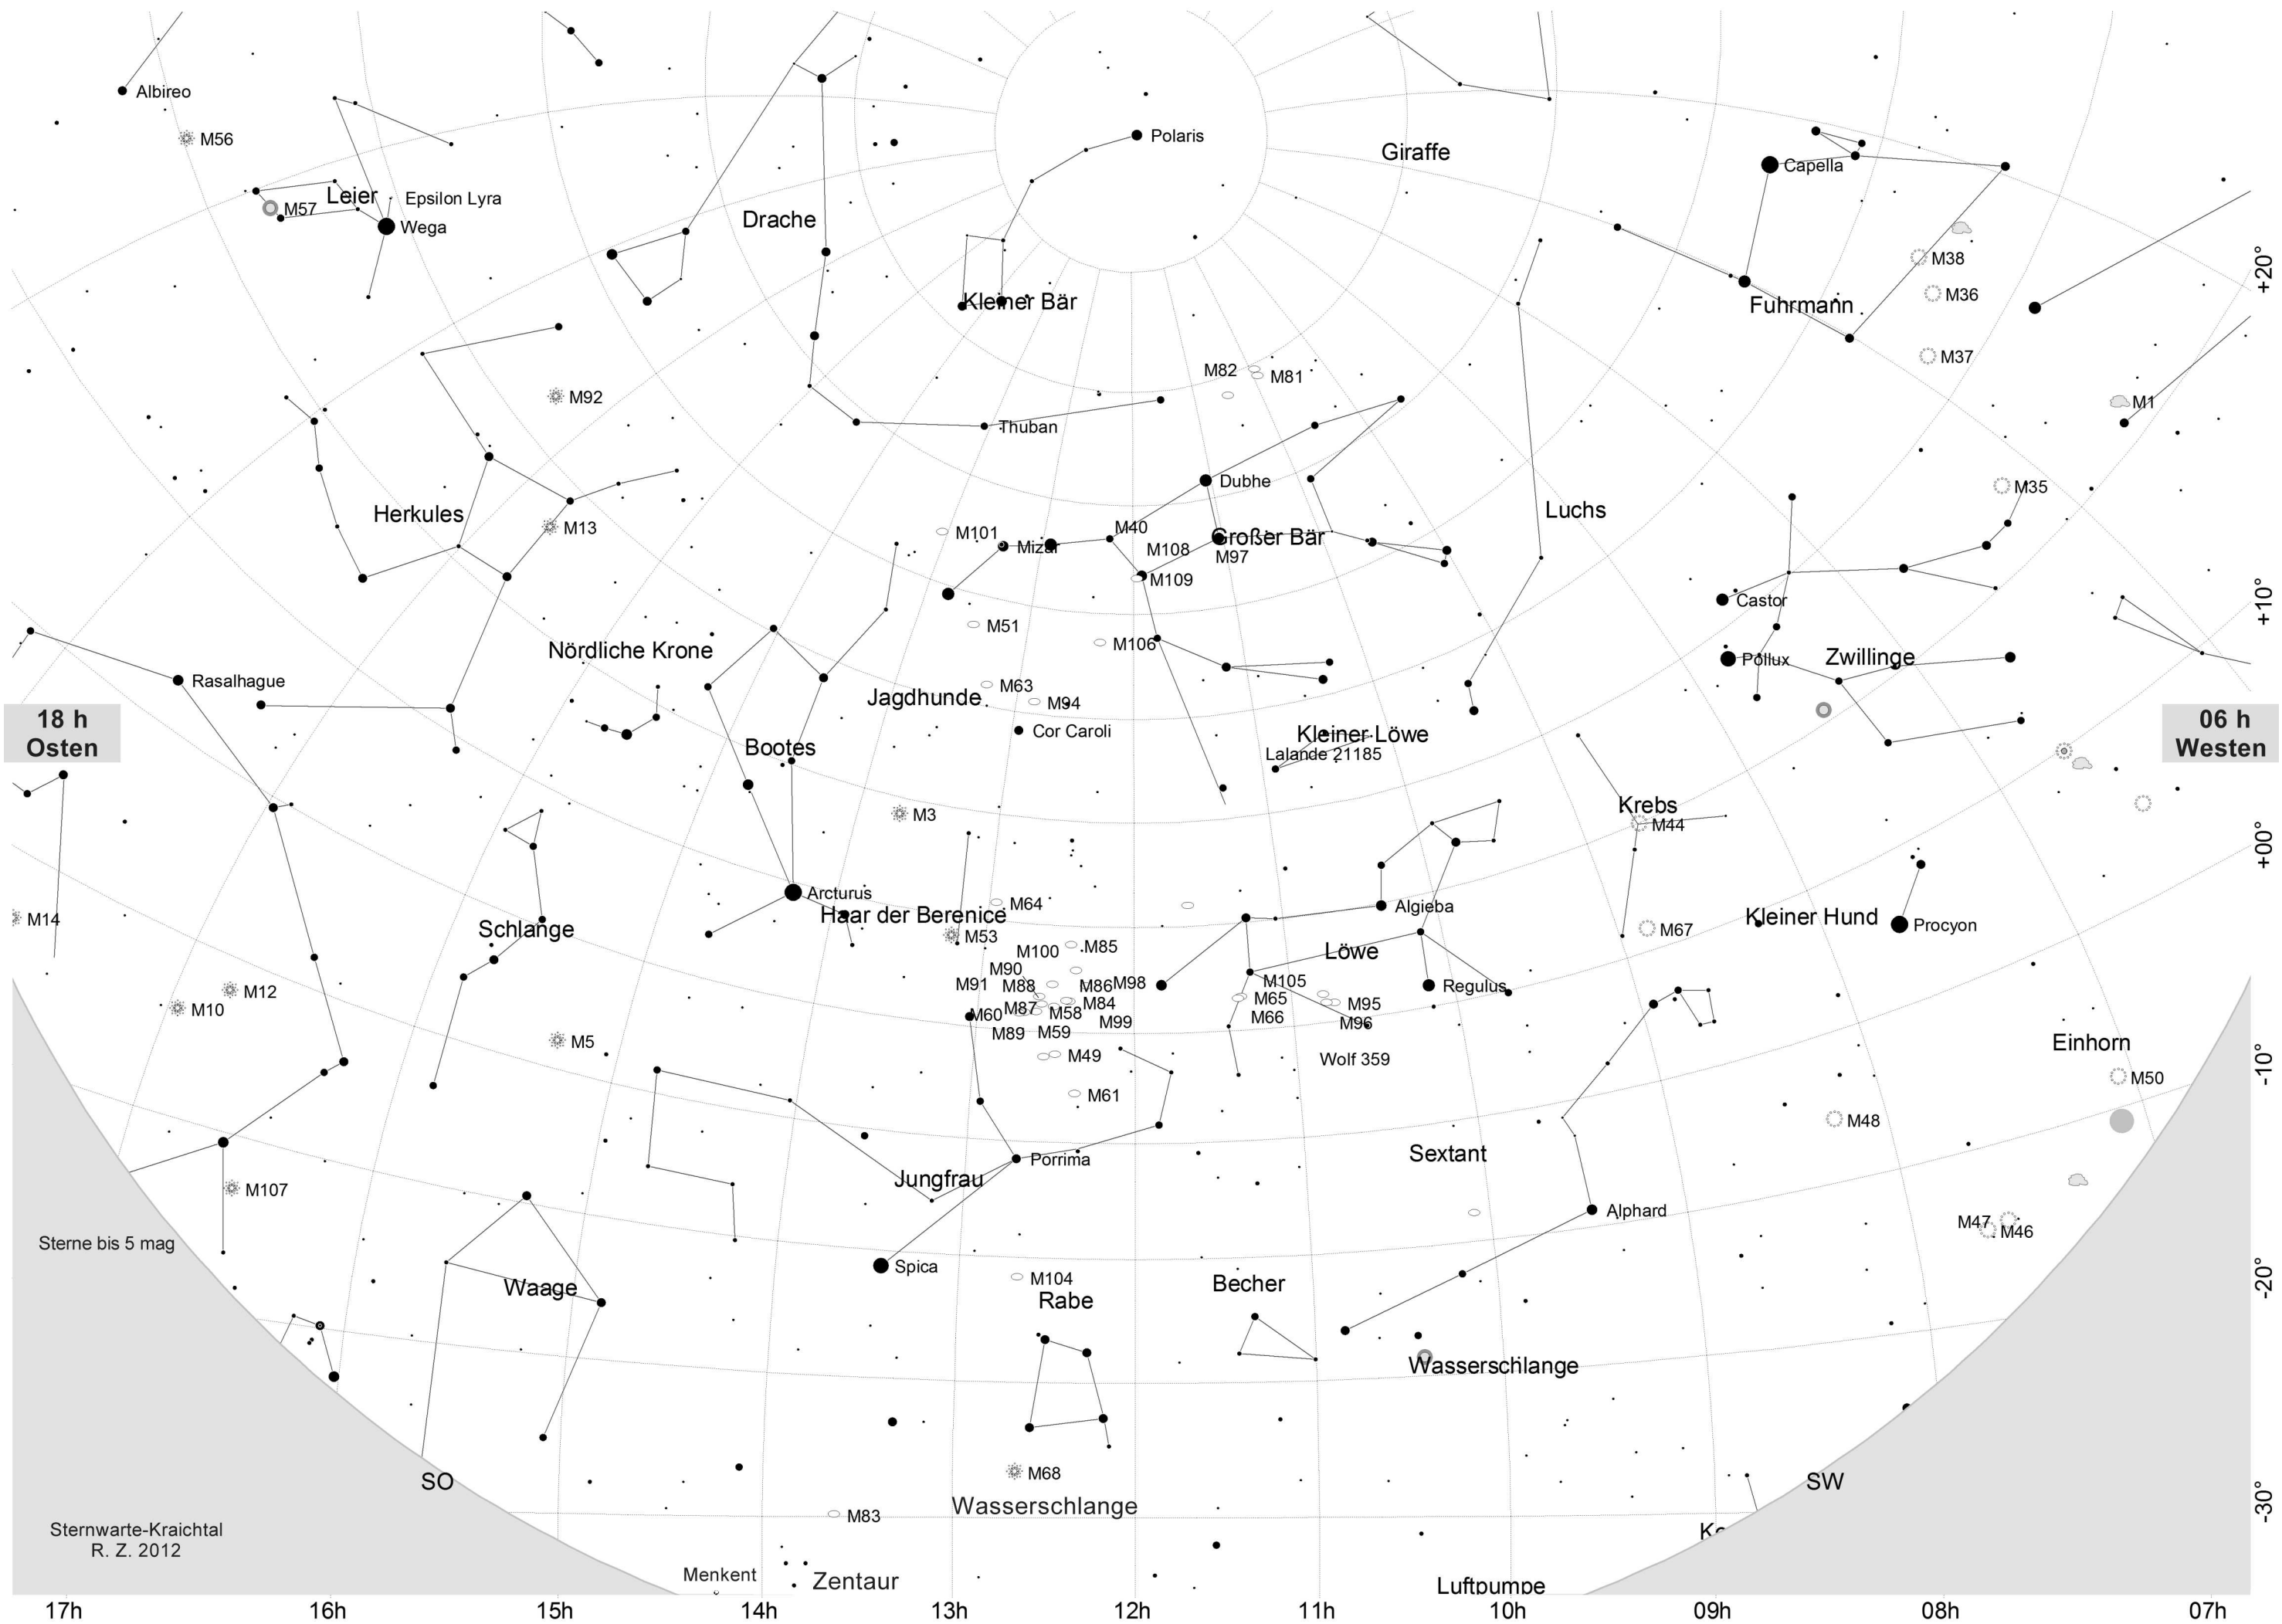 Albireo
Polaris
M56
Giraffe
Capella
Leier
Epsilon Lyra
M57
Wega
Drache
M38
+20°
M36
Kleiner Bär
Fuhrmann
M37
M82
M81
M92
M1
Thuban
Dubhe
M35
Herkules
M13
Luchs
M101
Mizar
M40
Großer Bär
M108
M97
M109
Castor
+10°
M51
M106
Nördliche Krone
Pollux
Zwillinge
Rasalhague
M63
Jagdhunde
M94
18 h
Osten
Cor Caroli
Kleiner Löwe
Lalande 21185
06 h
Westen
Bootes
Krebs
M3
M44
+00°
Arcturus
M64
Haar der Berenice
Algieba
M14
Schlange
M53
M67
Kleiner Hund
Procyon
M100
M85
Löwe
M90
M91
M88
M86
M98
M105
Regulus
M12
M10
M65
M95
M60
M87
M58
M84
M66
M96
M99
M89
M59
M5
M49
Wolf 359
Einhorn
-10°
M50
M61
M48
Sextant
Porrima
Jungfrau
M107
Alphard
M47
M46
Sterne bis 5 mag
Spica
M104
Waage
Rabe
Becher
-20°
Wasserschlange
SO
M68
SW
Wasserschlange
-30°
M83
Sternwarte-Kraichtal
R. Z. 2012
Menkent
Zentaur
Luftpumpe
17h 16h 15h 14h 13h 12h 11h 10h 09h 08h 07h